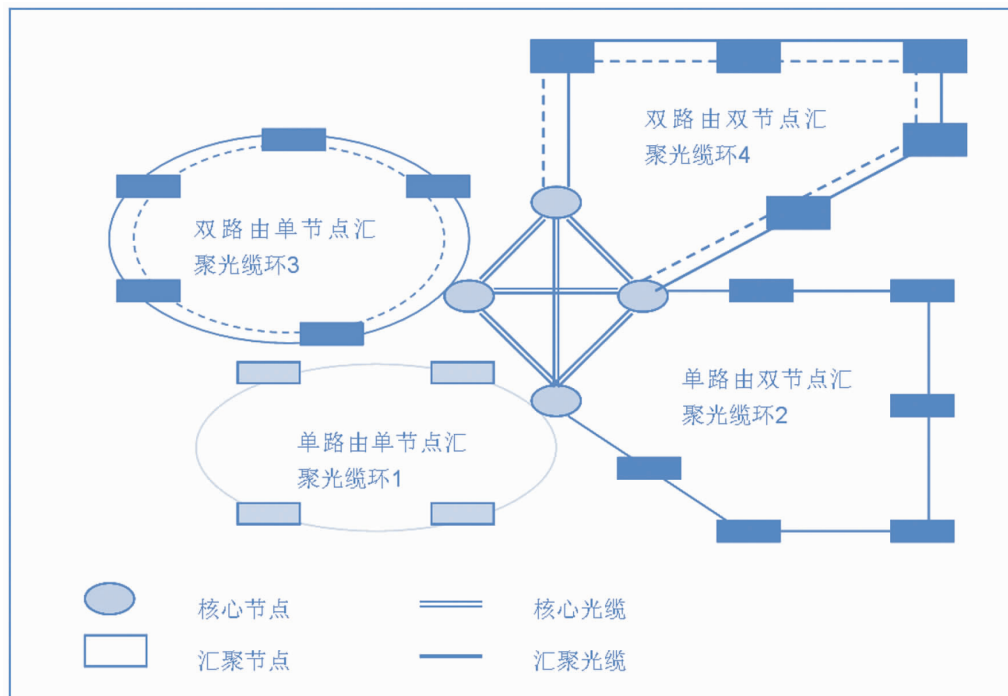 双路由双节点汇
聚光缆环4
双路由单节点汇
聚光缆环3
单路由双节点汇
聚光缆环2
单路由单节点汇
聚光缆环1
核心节点
核心光缆
汇聚节点
汇聚光缆